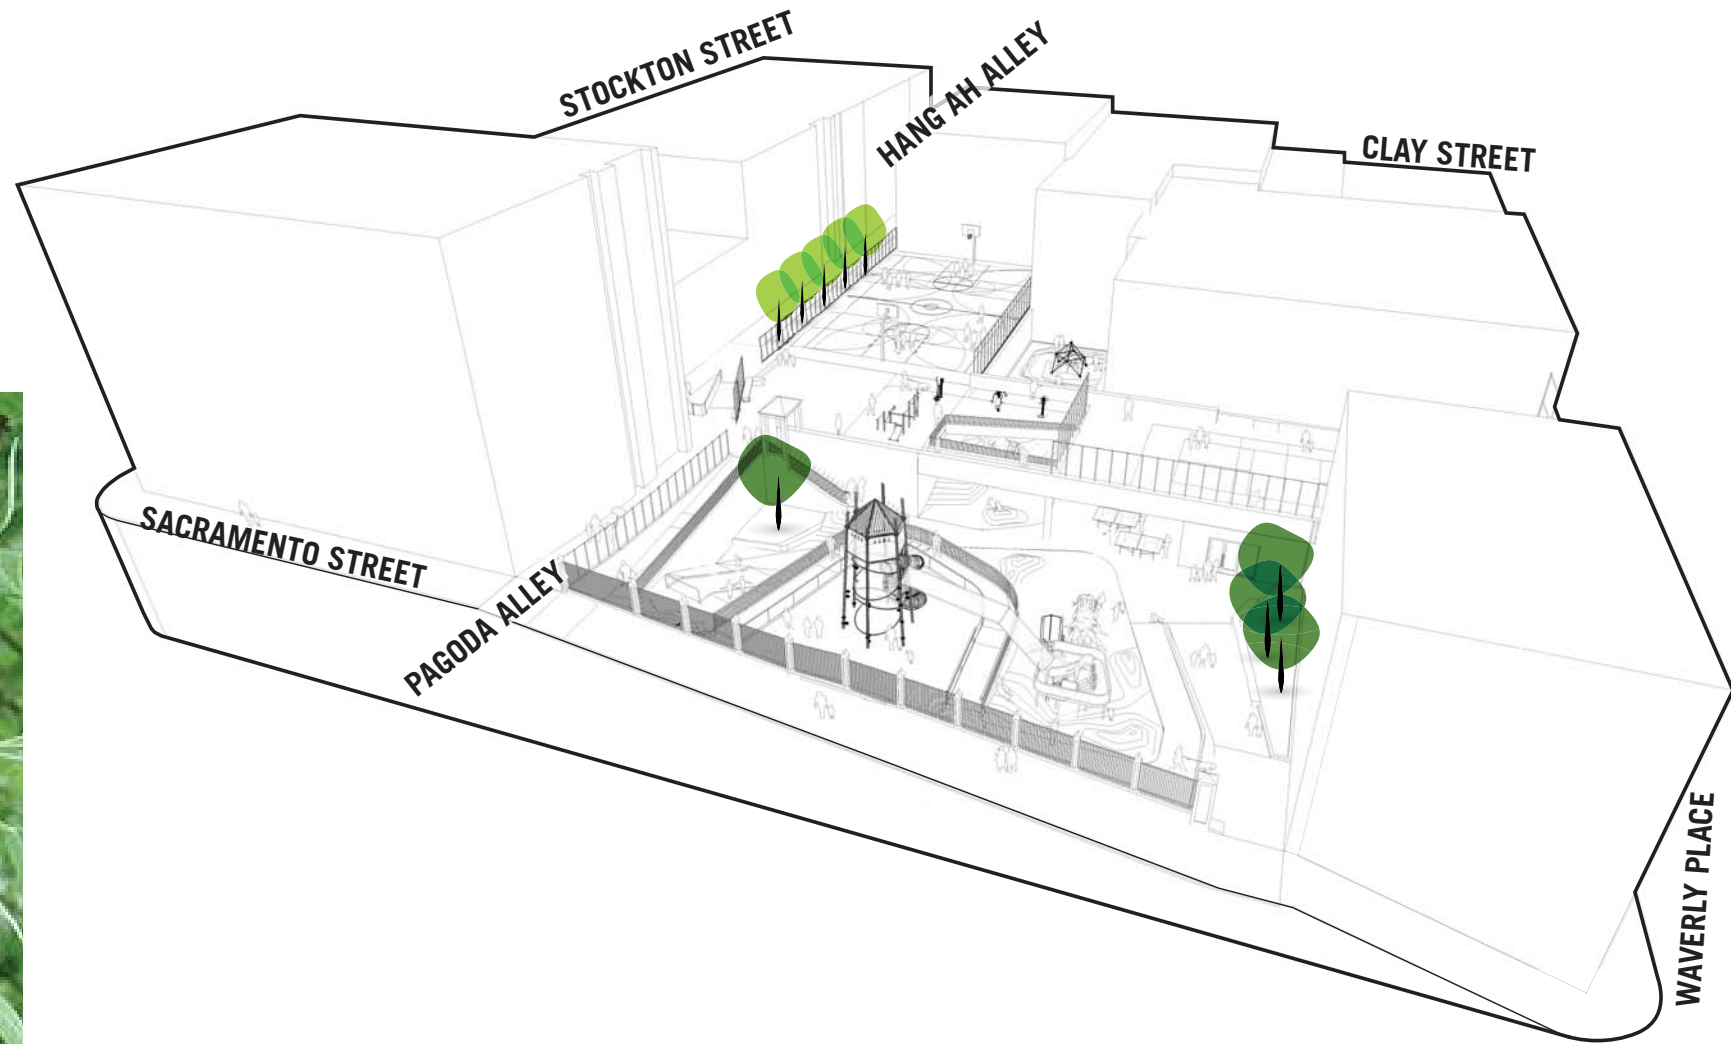 STOCKTON STREET
HANG AH ALLEY
CLAY STREET
SACRAMENTO STREET
PAGODA ALLEY
WAVERLY PLACE